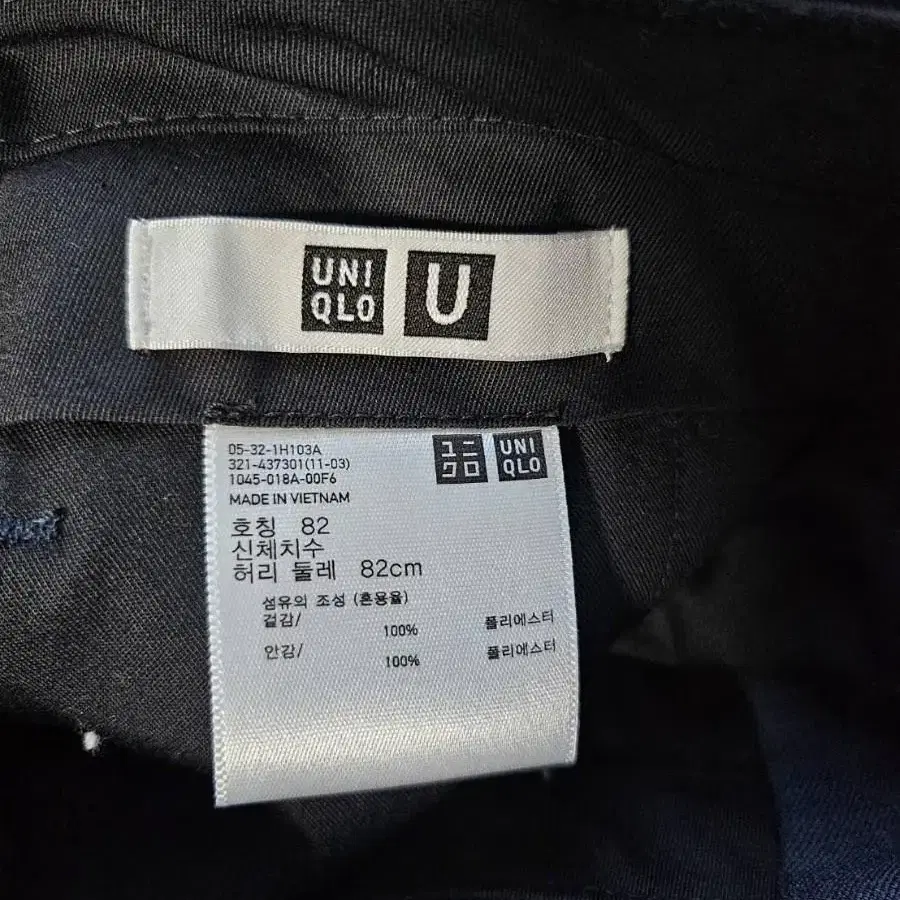 UNI
QLO
U
05-32-1H103A
321-437301(11-03)
1045-018A-00F6
MADE IN VIETNAM
ユニ
クロ
UNI
QLO
호칭 82
신체치수
허리 둘레 82cm
섬유의 조성 (혼용율)
겉감/ 100% 폴리에스터
안감/ 100% 폴리에스터